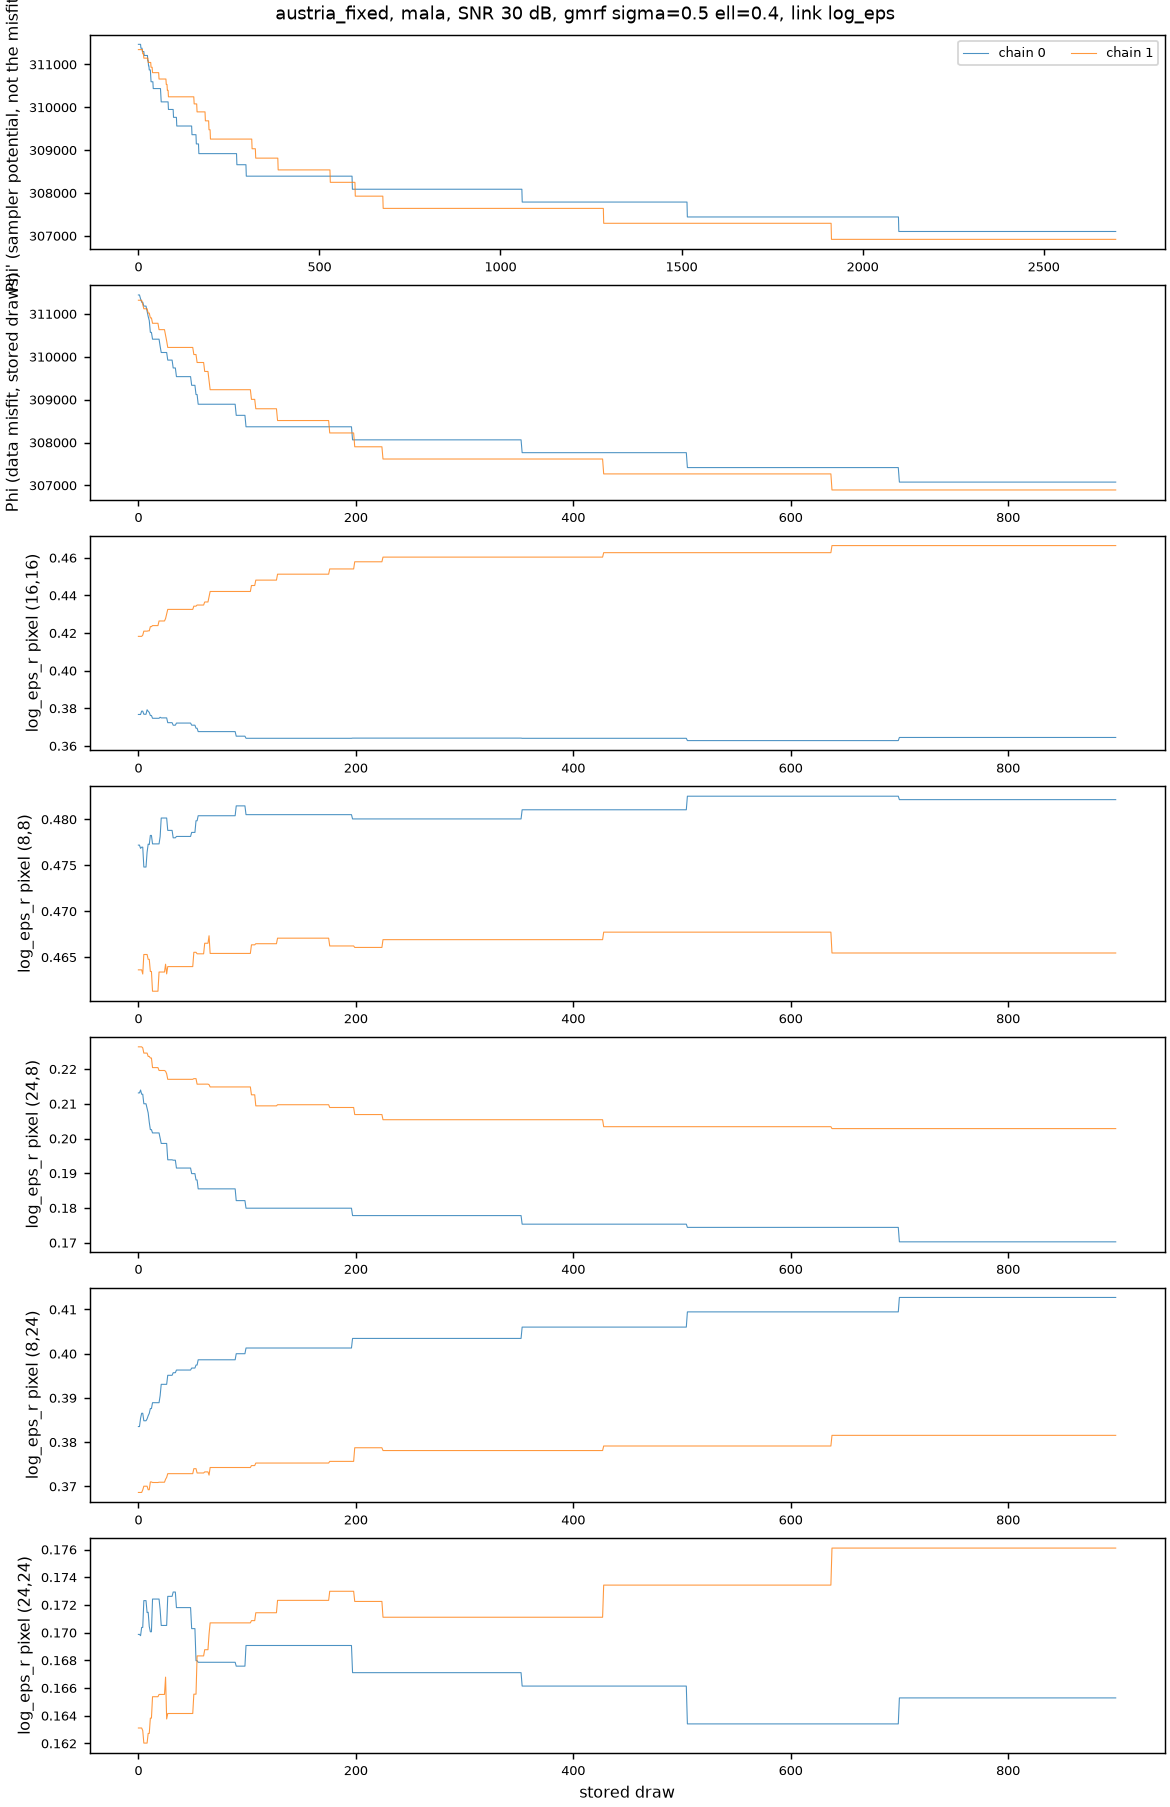 austria_fixed, mala, SNR 30 dB, gmrf sigma=0.5 ell=0.4, link log_eps
(sampler potential, not the misfit
chain 0 chain 1
311000
310000
309000
308000
307000
0 500 1000 1500 2000 2500
Phi (data misfit, stored draws)
311000
310000
309000
308000
307000
0 200 400 600 800
log_eps_r pixel (16,16)
0.46
0.44
0.42
0.40
0.38
0.36
0 200 400 600 800
log_eps_r pixel (8,8)
0.480
0.475
0.470
0.465
0 200 400 600 800
log_eps_r pixel (24,8)
0.22
0.21
0.20
0.19
0.18
0.17
0 200 400 600 800
log_eps_r pixel (8,24)
0.41
0.40
0.39
0.38
0.37
0 200 400 600 800
log_eps_r pixel (24,24)
0.176
0.174
0.172
0.170
0.168
0.166
0.164
0.162
0 200 400 600 800
stored draw